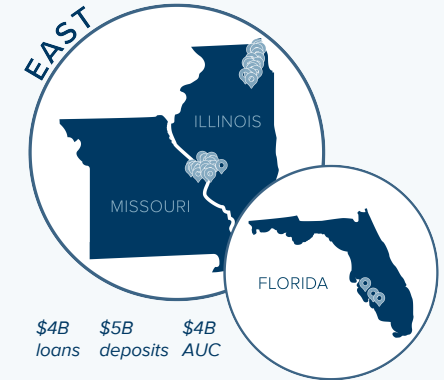 EAST
ILLINOIS
MISSOURI
FLORIDA
$4B $5B $4B
loans deposits AUC